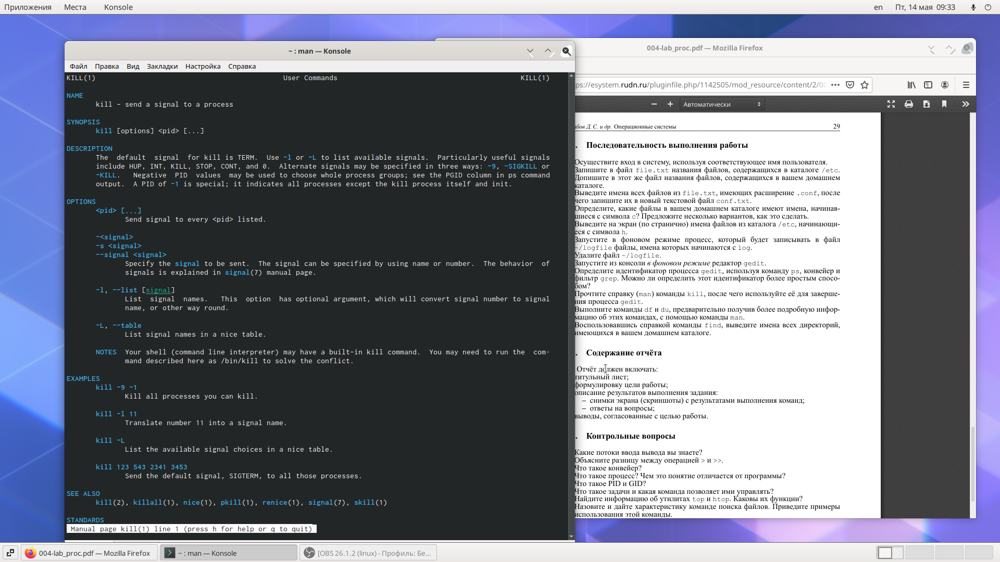 Приложения Места Konsole
en Пт, 14 мая 09:33
~ : man — Konsole
Файл Правка Вид Закладки Настройка Справка
KILL(1) User Commands KILL(1)
NAME
kill - send a signal to a process
SYNOPSIS
kill [options] <pid> [...]
DESCRIPTION
The default signal for kill is TERM. Use -l or -L to list available signals. Particularly useful signals
include HUP, INT, KILL, STOP, CONT, and 0. Alternate signals may be specified in three ways: -9, -SIGKILL or
-KILL. Negative PID values may be used to choose whole process groups; see the PGID column in ps command
output. A PID of -1 is special; it indicates all processes except the kill process itself and init.
OPTIONS
<pid> [...]
Send signal to every <pid> listed.
-<signal>
-s <signal>
--signal <signal>
Specify the signal to be sent. The signal can be specified by using name or number. The behavior of
signals is explained in signal(7) manual page.
-l, --list [signal]
List signal names. This option has optional argument, which will convert signal number to signal
name, or other way round.
-L, --table
List signal names in a nice table.
NOTES Your shell (command line interpreter) may have a built-in kill command. You may need to run the com-
mand described here as /bin/kill to solve the conflict.
EXAMPLES
kill -9 -1
Kill all processes you can kill.
kill -l 11
Translate number 11 into a signal name.
kill -L
List the available signal choices in a nice table.
kill 123 543 2341 3453
Send the default signal, SIGTERM, to all those processes.
SEE ALSO
kill(2), killall(1), nice(1), pkill(1), renice(1), signal(7), skill(1)
STANDARDS
Manual page kill(1) line 1 (press h for help or q to quit)
004-lab_proc.pdf — Mozilla Firefox
ps://esystem.rudn.ru/pluginfile.php/1142505/mod_resource/content/2/00
Автоматически
Д. С. и др. Операционные системы 29
. Последовательность выполнения работы
Осуществите вход в систему, используя соответствующее имя пользователя.
Запишите в файл file.txt названия файлов, содержащихся в каталоге /etc.
Допишите в этот же файл названия файлов, содержащихся в вашем домашнем
каталоге.
Выведите имена всех файлов из file.txt, имеющих расширение .conf, после
чего запишите их в новый текстовой файл conf.txt.
Определите, какие файлы в вашем домашнем каталоге имеют имена, начинав-
шиеся с символа c? Предложите несколько вариантов, как это сделать.
Выведите на экран (по странично) имена файлов из каталога /etc, начинающи-
еся с символа h.
Запустите в фоновом режиме процесс, который будет записывать в файл
~/logfile файлы, имена которых начинаются с log.
Удалите файл ~/logfile.
Запустите из консоли в фоновом режиме редактор gedit.
Определите идентификатор процесса gedit, используя команду ps, конвейер и
фильтр grep. Можно ли определить этот идентификатор более простым спосо-
бом?
Прочтите справку (man) команды kill, после чего используйте её для заверше-
ния процесса gedit.
Выполните команды df и du, предварительно получив более подробную инфор-
мацию об этих командах, с помощью команды man.
Воспользовавшись справкой команды find, выведите имена всех директорий,
имеющихся в вашем домашнем каталоге.
. Содержание отчёта
Отчёт должен включать:
титульный лист;
формулировку цели работы;
описание результатов выполнения задания:
– снимки экрана (скриншоты) с результатами выполнения команд;
– ответы на вопросы;
выводы, согласованные с целью работы.
. Контрольные вопросы
Какие потоки ввода вывода вы знаете?
Объясните разницу между операцией > и >>.
Что такое конвейер?
Что такое процесс? Чем это понятие отличается от программы?
Что такое PID и GID?
Что такое задачи и какая команда позволяет ими управлять?
Найдите информацию об утилитах top и htop. Каковы их функции?
Назовите и дайте характеристику команде поиска файлов. Приведите примеры
использования этой команды.
004-lab_proc.pdf — Mozilla Firefox
~ : man — Konsole
[OBS 26.1.2 (linux) - Профиль: Бе...